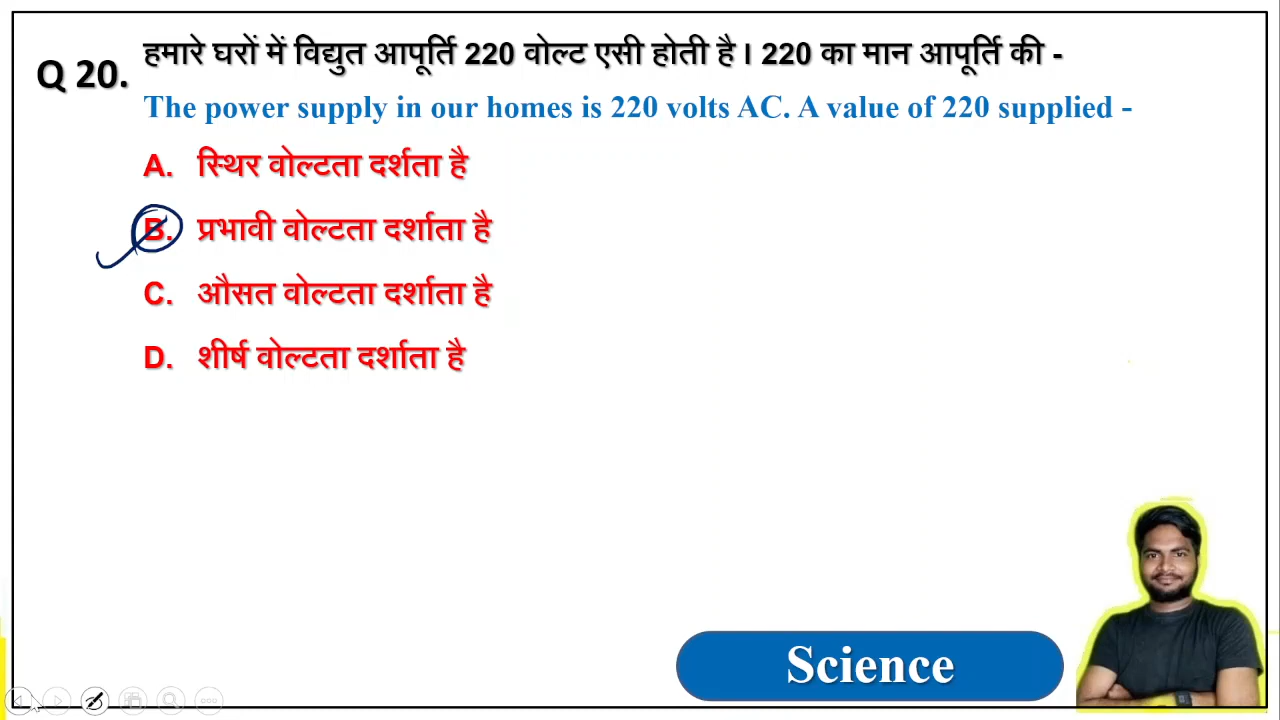 Q 20.
हमारे घरों में विद्युत आपूर्ति 220 वोल्ट एसी होती है । 220 का मान आपूर्ति की -
The power supply in our homes is 220 volts AC. A value of 220 supplied -
A. स्थिर वोल्टता दर्शता है
B. प्रभावी वोल्टता दर्शाता है
C. औसत वोल्टता दर्शाता है
D. शीर्ष वोल्टता दर्शाता है
Science